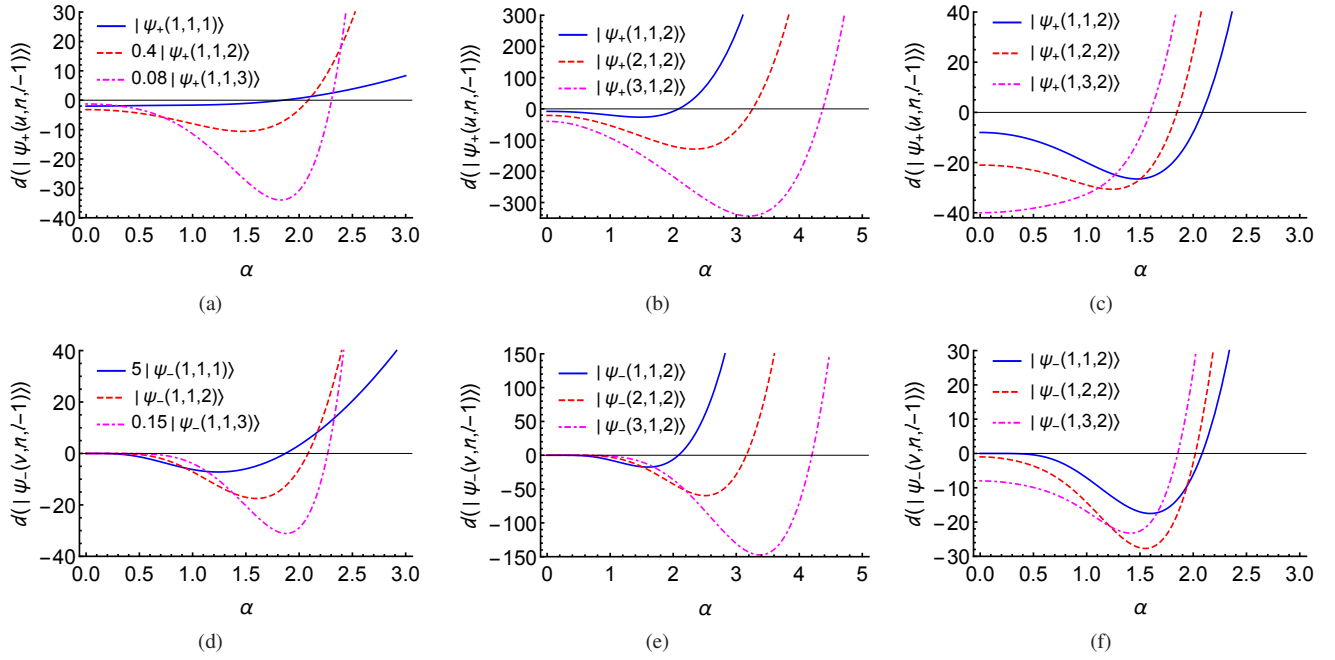 30
20
10
0
−10
−20
−30
−40
d(|ψ₊(u,n,l−1)⟩)
| ψ₊(1,1,1)⟩
0.4 | ψ₊(1,1,2)⟩
0.08 | ψ₊(1,1,3)⟩
0.0 0.5 1.0 1.5 2.0 2.5 3.0
α
(a)
300
200
100
0
−100
−200
−300
d(|ψ₊(u,n,l−1)⟩)
| ψ₊(1,1,2)⟩
| ψ₊(2,1,2)⟩
| ψ₊(3,1,2)⟩
0 1 2 3 4 5
α
(b)
40
20
0
−20
−40
d(|ψ₊(u,n,l−1)⟩)
| ψ₊(1,1,2)⟩
| ψ₊(1,2,2)⟩
| ψ₊(1,3,2)⟩
0.0 0.5 1.0 1.5 2.0 2.5 3.0
α
(c)
40
20
0
−20
−40
d(|ψ₋(v,n,l−1)⟩)
5 | ψ₋(1,1,1)⟩
| ψ₋(1,1,2)⟩
0.15 | ψ₋(1,1,3)⟩
0.0 0.5 1.0 1.5 2.0 2.5 3.0
α
(d)
150
100
50
0
−50
−100
−150
d(|ψ₋(v,n,l−1)⟩)
| ψ₋(1,1,2)⟩
| ψ₋(2,1,2)⟩
| ψ₋(3,1,2)⟩
0 1 2 3 4 5
α
(e)
30
20
10
0
−10
−20
−30
d(|ψ₋(v,n,l−1)⟩)
| ψ₋(1,1,2)⟩
| ψ₋(1,2,2)⟩
| ψ₋(1,3,2)⟩
0.0 0.5 1.0 1.5 2.0 2.5 3.0
α
(f)